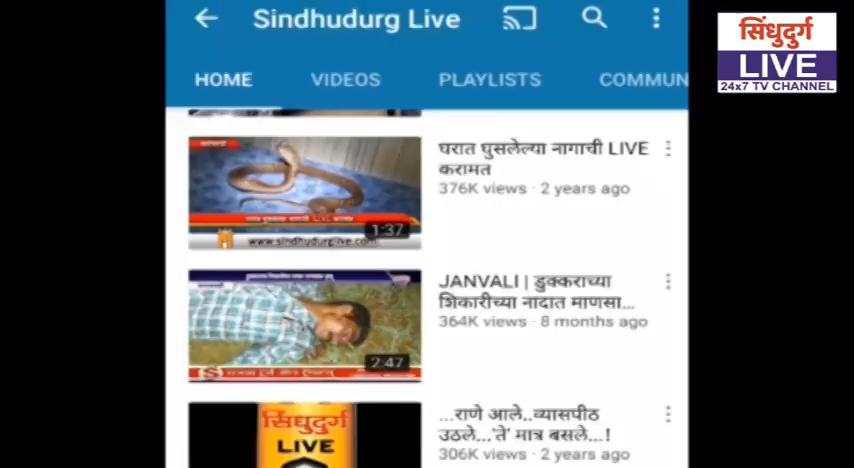 Sindhudurg Live
सिंधुदुर्ग
LIVE
24x7 TV CHANNEL
HOME VIDEOS PLAYLISTS COMMUN
घरात घुसलेल्या नागाची LIVE
करामत
376K views · 2 years ago
1:37
www.sindhudurglive.com
JANVALI | डुक्कराच्या
शिकारीच्या नादात माणसा...
364K views · 8 months ago
2:47
सिंधुदुर्ग
LIVE
...राणे आले..व्यासपीठ
उठले...'ते' मात्र बसले...!
306K views · 2 years ago